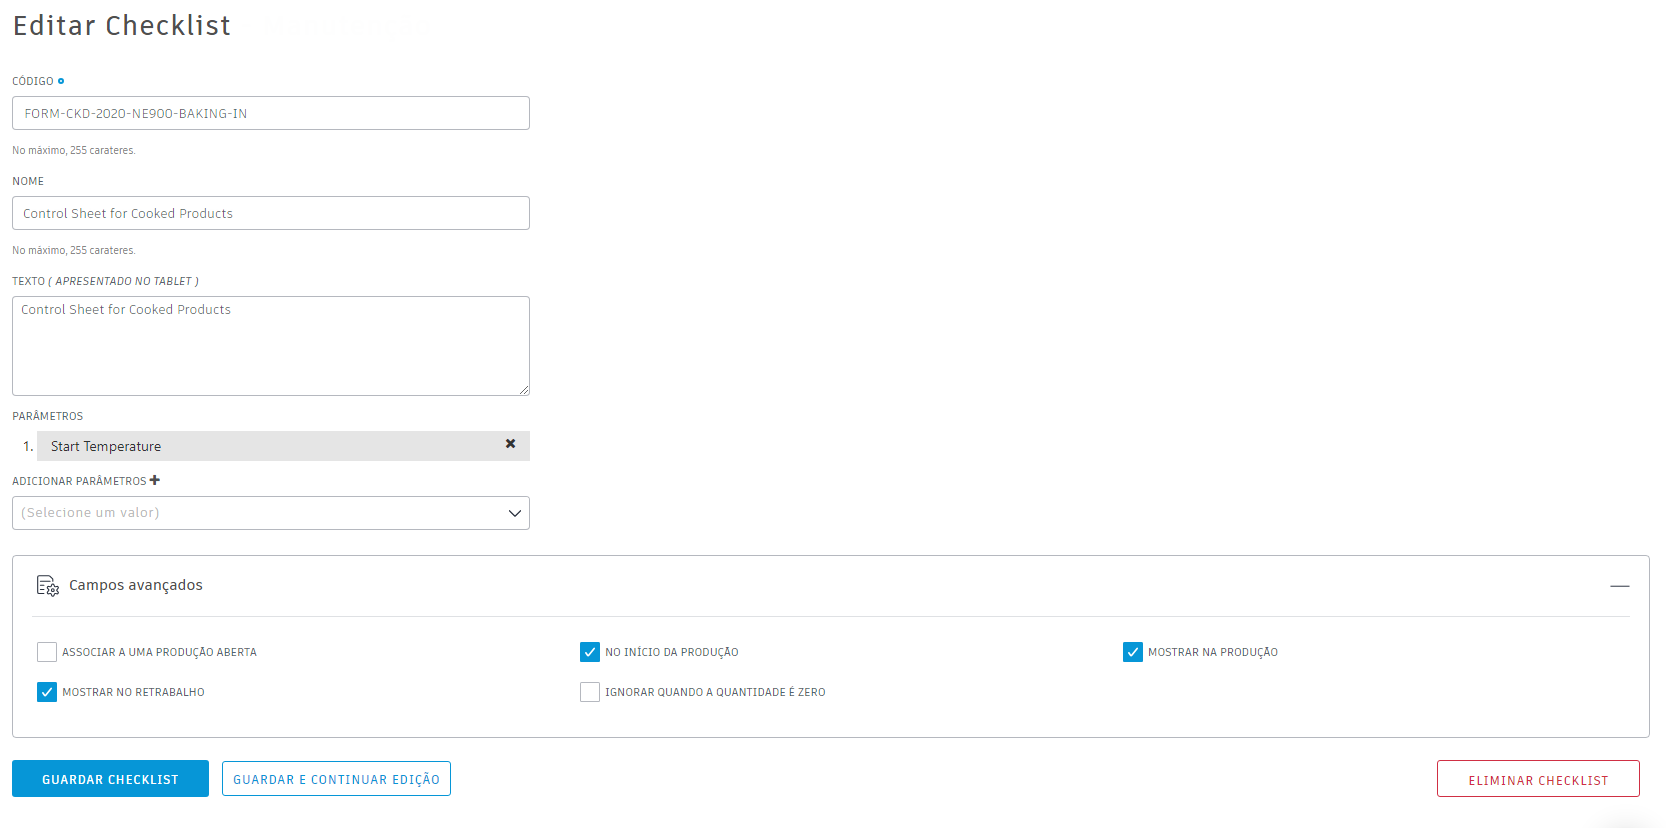 Editar Checklist
CÓDIGO
FORM-CKD-2020-NE900-BAKING-IN
No máximo, 255 carateres.
NOME
Control Sheet for Cooked Products
No máximo, 255 carateres.
TEXTO ( APRESENTADO NO TABLET )
Control Sheet for Cooked Products
PARÂMETROS
1. Start Temperature
ADICIONAR PARÂMETROS
(Selecione um valor)
Campos avançados
ASSOCIAR A UMA PRODUÇÃO ABERTA
NO INÍCIO DA PRODUÇÃO
MOSTRAR NA PRODUÇÃO
MOSTRAR NO RETRABALHO
IGNORAR QUANDO A QUANTIDADE É ZERO
GUARDAR CHECKLIST
GUARDAR E CONTINUAR EDIÇÃO
ELIMINAR CHECKLIST